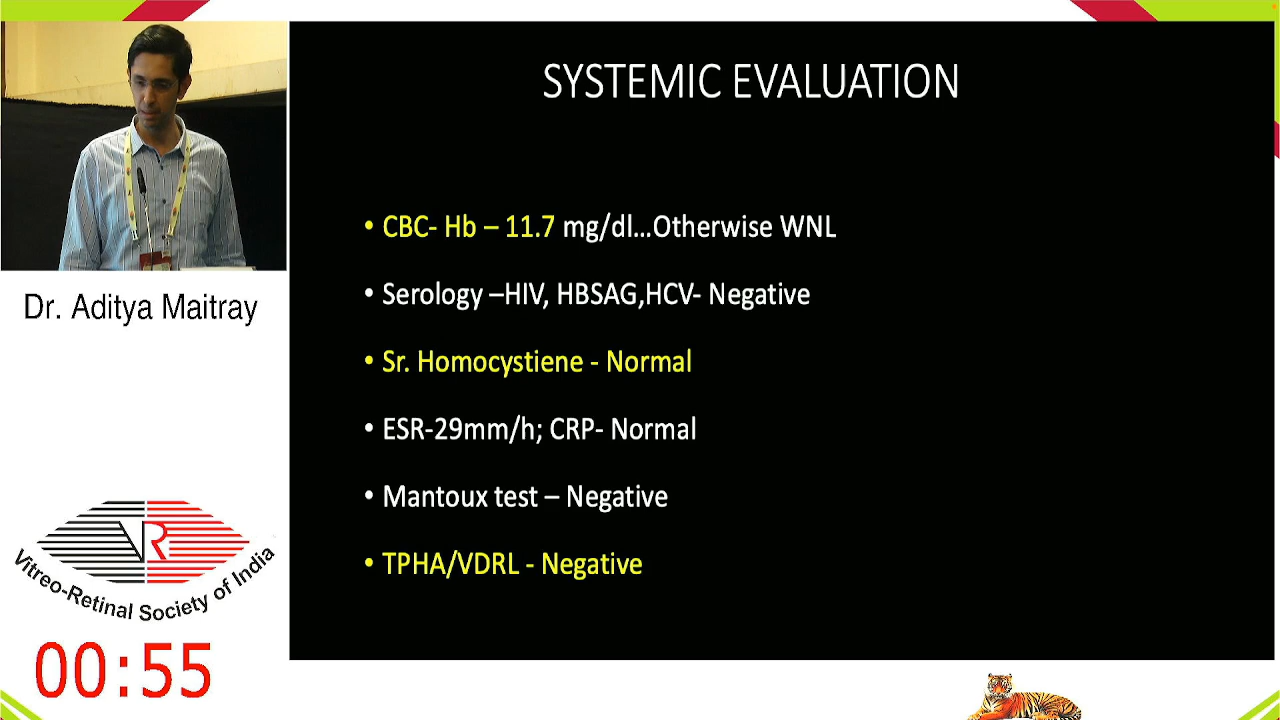 SYSTEMIC EVALUATION
• CBC- Hb – 11.7 mg/dl...Otherwise WNL
• Serology –HIV, HBSAG,HCV- Negative
• Sr. Homocystiene - Normal
• ESR-29mm/h; CRP- Normal
• Mantoux test – Negative
• TPHA/VDRL - Negative
Dr. Aditya Maitray
VR
Vitreo-Retinal Society of India
00:55